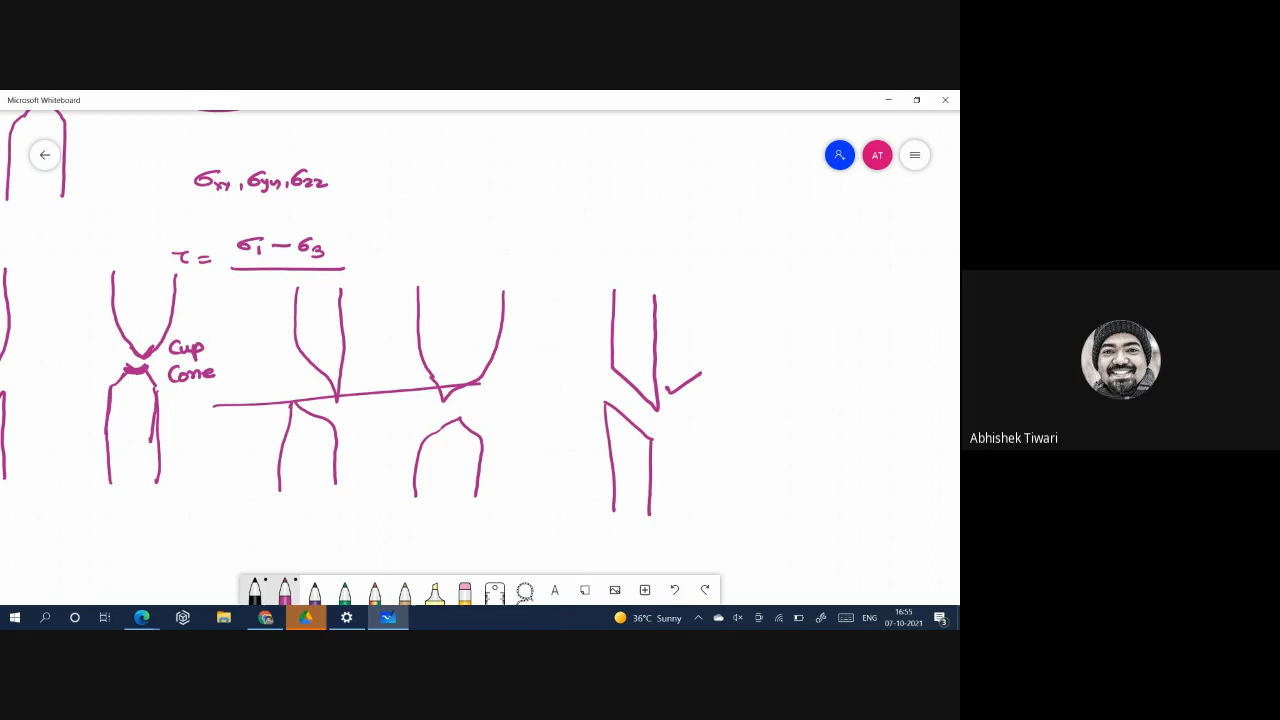 Microsoft Whiteboard
AT
σxx, σyy, σzz
τ = σ1 − σ3
Cup
Cone
Abhishek Tiwari
A
36°C Sunny
ENG
16:55
07-10-2021
3